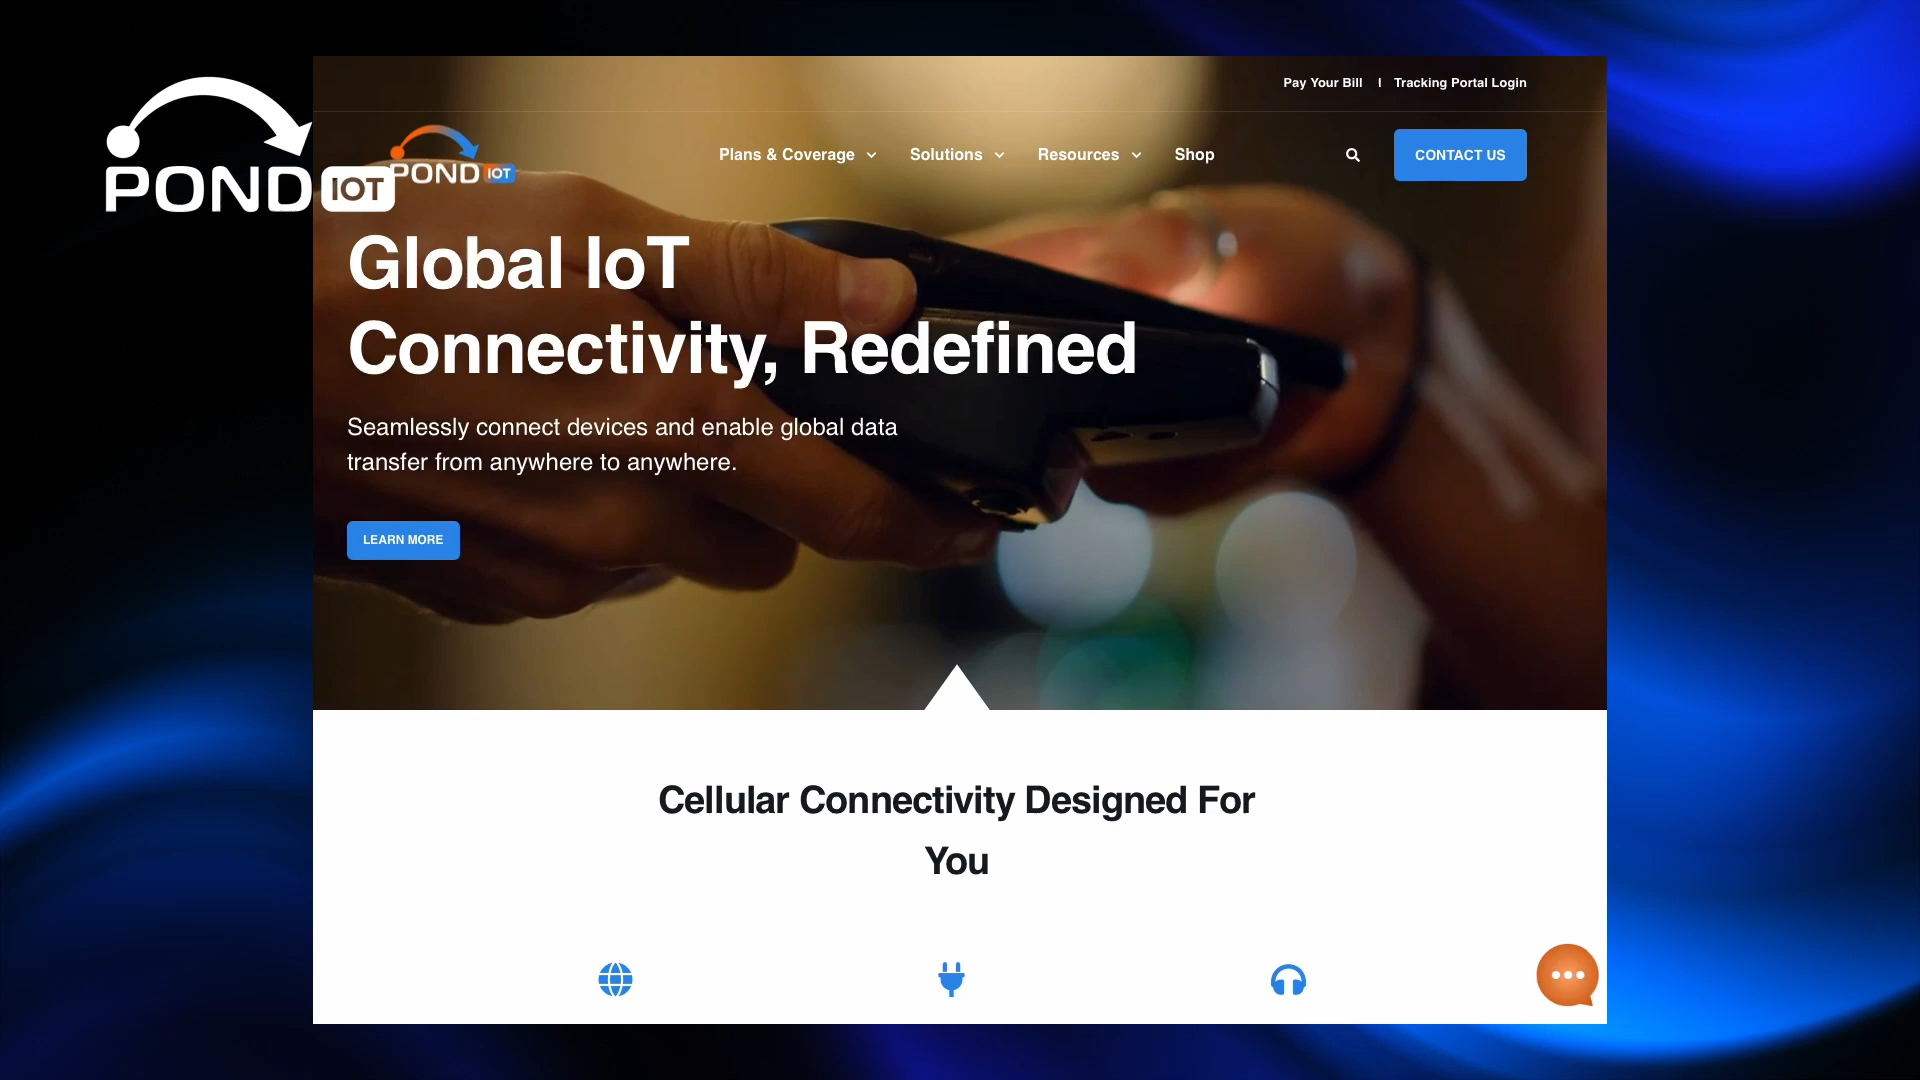 POND IOT
Pay Your Bill | Tracking Portal Login
POND IOT
Plans & Coverage
Solutions
Resources
Shop
CONTACT US
Global IoT
Connectivity, Redefined
Seamlessly connect devices and enable global data
transfer from anywhere to anywhere.
LEARN MORE
Cellular Connectivity Designed For
You